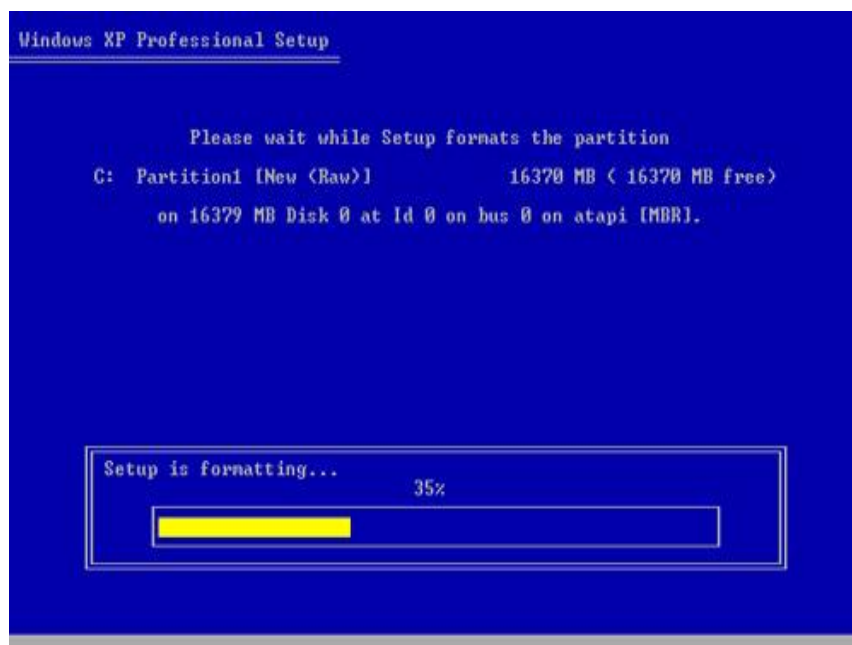 Windows XP Professional Setup
Please wait while Setup formats the partition
C: Partition1 [New (Raw)] 16370 MB ( 16370 MB free)
on 16379 MB Disk 0 at Id 0 on bus 0 on atapi [MBR].
Setup is formatting...
35%